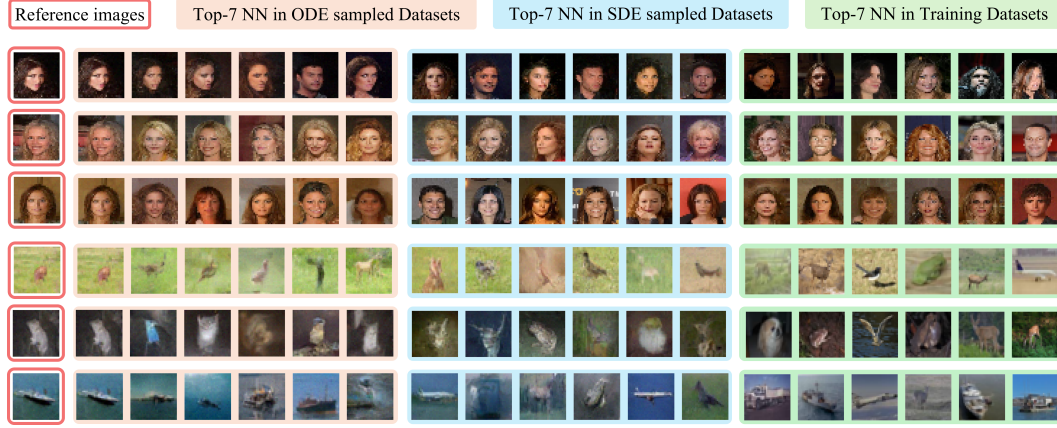 Reference images
Top-7 NN in ODE sampled Datasets
Top-7 NN in SDE sampled Datasets
Top-7 NN in Training Datasets